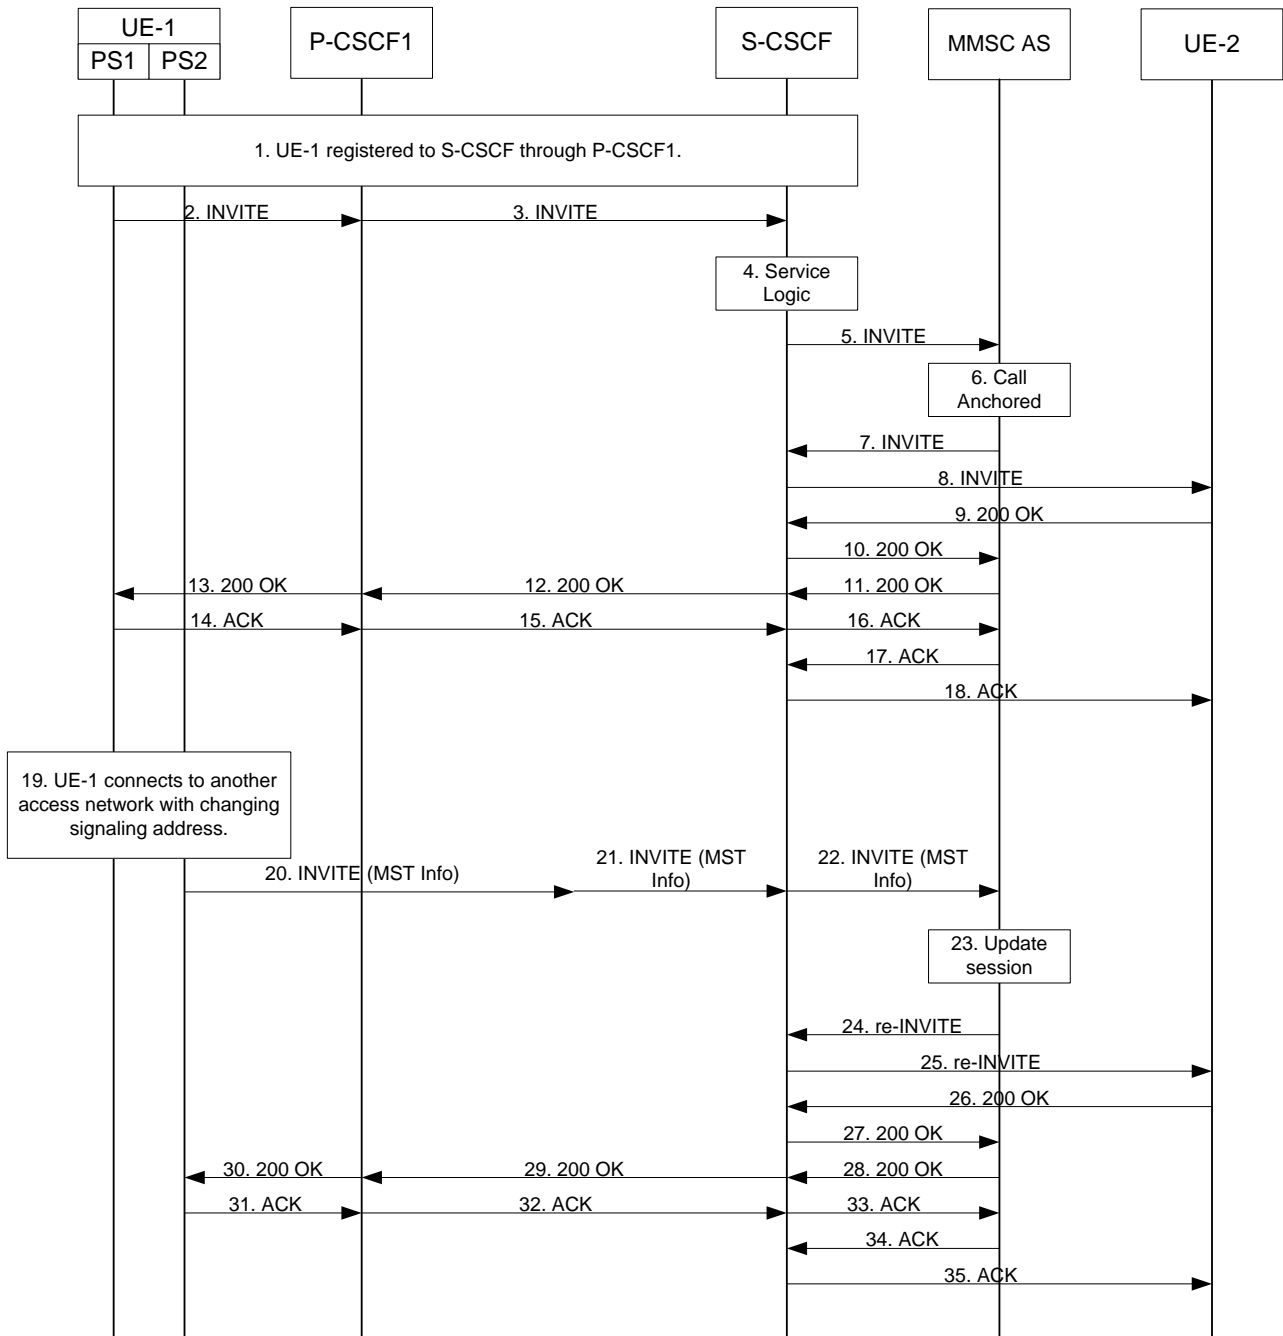 UE-1
PS1
PS2
P-CSCF1
S-CSCF
MMSC AS
UE-2
1. UE-1 registered to S-CSCF through P-CSCF1.
2. INVITE
3. INVITE
4. Service
Logic
5. INVITE
6. Call
Anchored
7. INVITE
8. INVITE
9. 200 OK
10. 200 OK
13. 200 OK
12. 200 OK
11. 200 OK
14. ACK
15. ACK
16. ACK
17. ACK
18. ACK
19. UE-1 connects to another
access network with changing
signaling address.
20. INVITE (MST Info)
21. INVITE (MST
Info)
22. INVITE (MST
Info)
23. Update
session
24. re-INVITE
25. re-INVITE
26. 200 OK
27. 200 OK
30. 200 OK
29. 200 OK
28. 200 OK
31. ACK
32. ACK
33. ACK
34. ACK
35. ACK